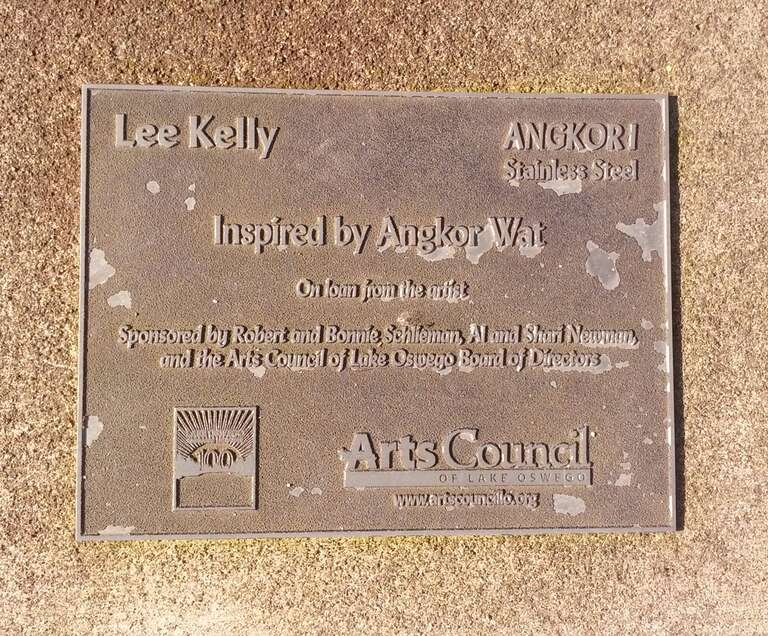 Lee Kelly
ANGKOR I
Stainless Steel
Inspired by Angkor Wat
On loan from the artist
Sponsored by Robert and Bonnie Schlieman, Al and Shari Newman,
and the Arts Council of Lake Oswego Board of Directors
100
Arts Council
OF LAKE OSWEGO
www.artscouncillo.org